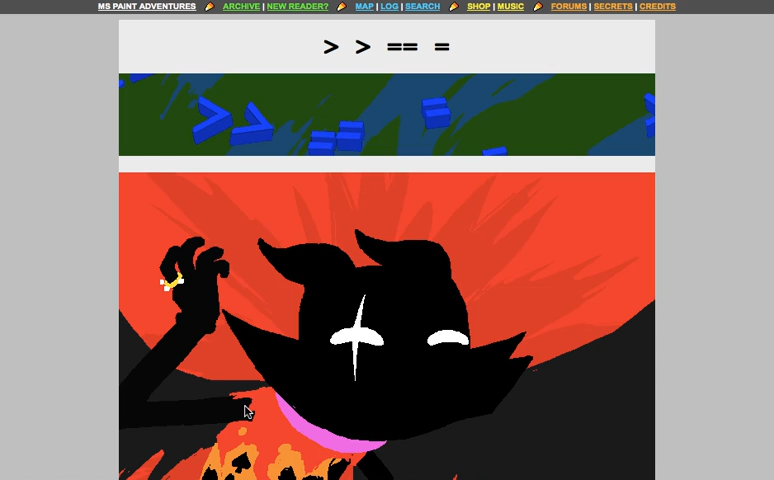 MS PAINT ADVENTURES ARCHIVE | NEW READER? MAP | LOG | SEARCH SHOP | MUSIC FORUMS | SECRETS | CREDITS
> > == =